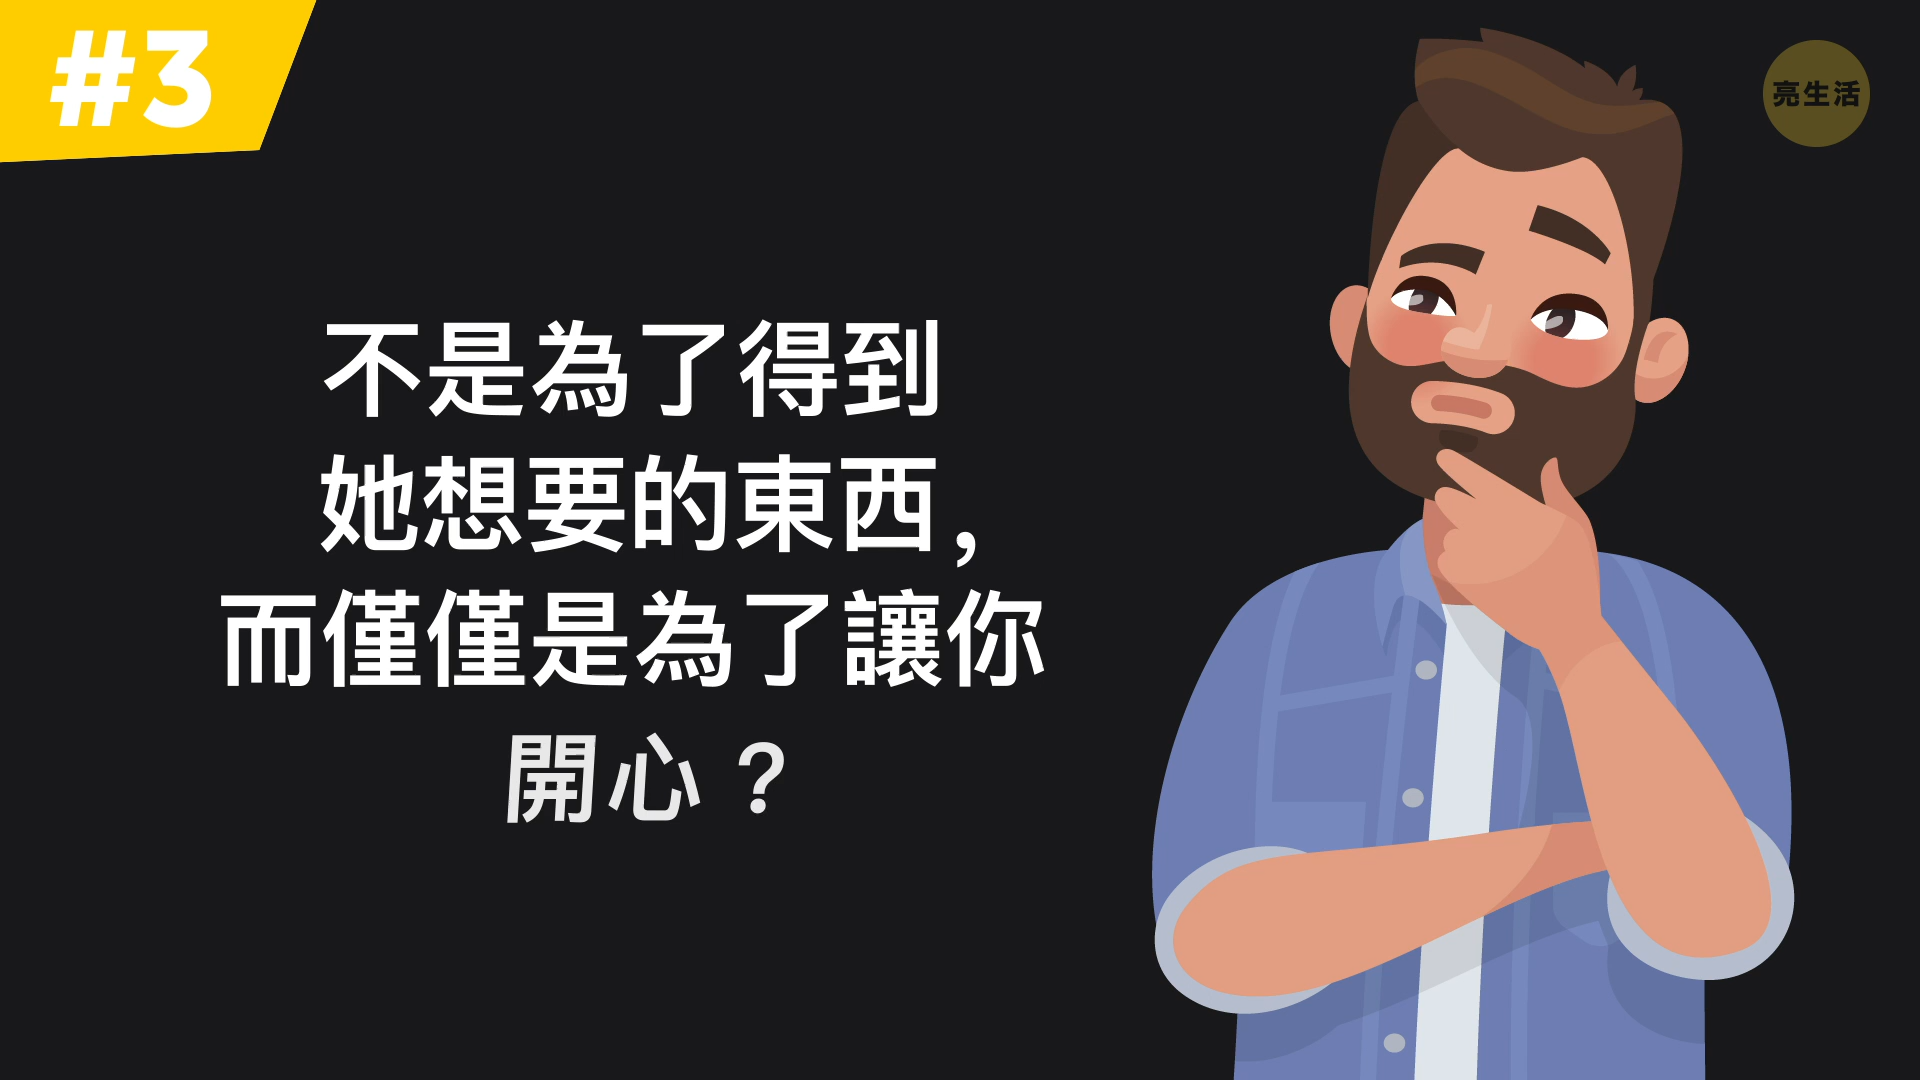 #3
亮生活
不是為了得到
她想要的東西，
而僅僅是為了讓你
開心？